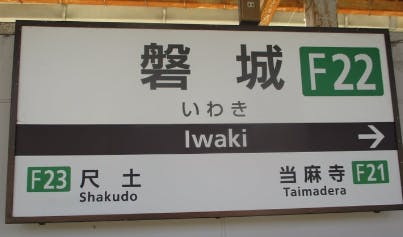 磐城 F22
いわき
Iwaki →
F23 尺土 当麻寺 F21
Shakudo Taimadera